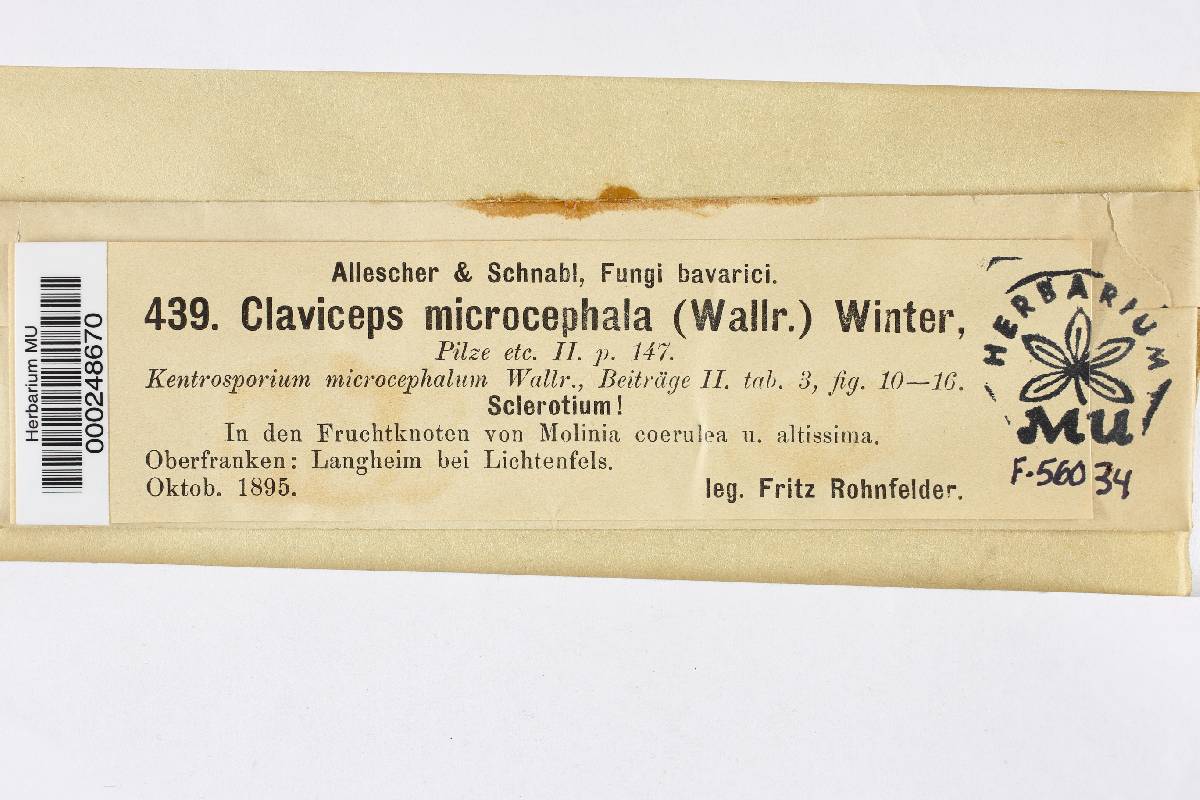 Allescher & Schnabl, Fungi bavarici.
439. Claviceps microcephala (Wallr.) Winter,
Pilze etc. II. p. 147.
Kentrosporium microcephalum Wallr., Beiträge II. tab. 3, fig. 10—16.
Sclerotium!
In den Fruchtknoten von Molinia coerulea u. altissima.
Oberfranken: Langheim bei Lichtenfels.
Oktob. 1895. leg. Fritz Rohnfelder.
Herbarium MU
000248670
HERBARIUM
MU
F-56034